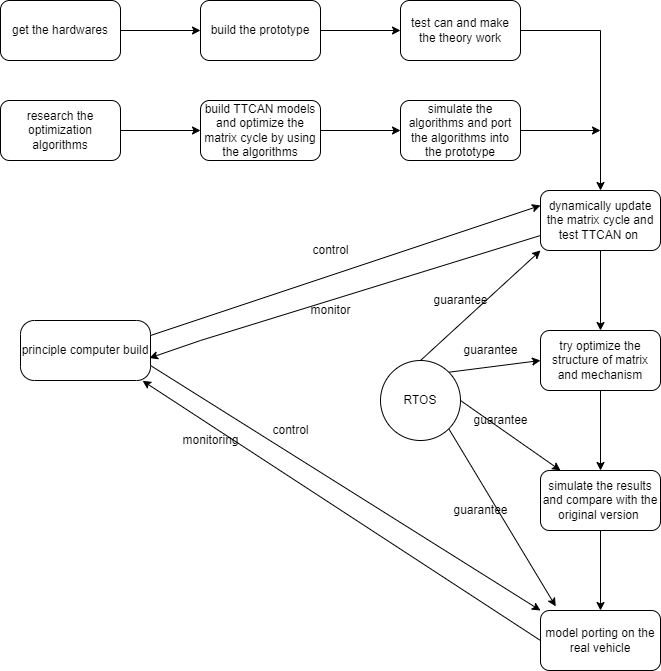 get the hardwares
build the prototype
test can and make
the theory work
research the
optimization
algorithms
build TTCAN models
and optimize the
matrix cycle by using
the algorithms
simulate the
algorithms and port
the algorithms into
the prototype
dynamically update
the matrix cycle and
test TTCAN on
control
monitor
guarantee
principle computer build
guarantee
try optimize the
structure of matrix
and mechanism
RTOS
control
monitoring
guarantee
simulate the results
and compare with the
original version
guarantee
model porting on the
real vehicle